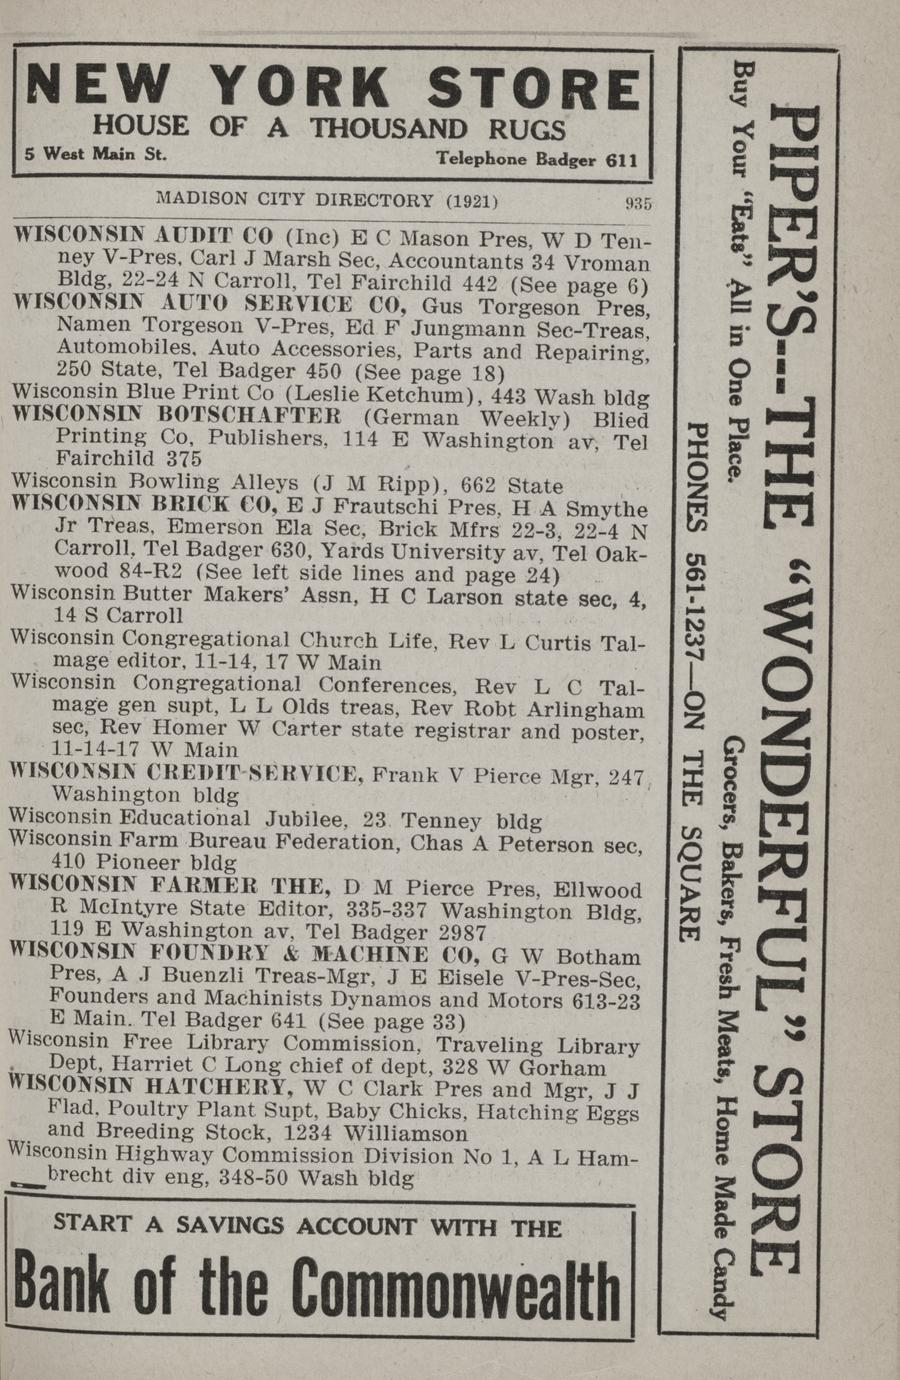 NEW YORK STORE
HOUSE OF A THOUSAND RUGS
5 West Main St. Telephone Badger 611
MADISON CITY DIRECTORY (1921) 935
WISCONSIN AUDIT CO (Inc) E C Mason Pres, W D Ten-
ney V-Pres, Carl J Marsh Sec, Accountants 34 Vroman
Bldg, 22-24 N Carroll, Tel Fairchild 442 (See page 6)
WISCONSIN AUTO SERVICE CO, Gus Torgeson Pres,
Namen Torgeson V-Pres, Ed F Jungmann Sec-Treas,
Automobiles, Auto Accessories, Parts and Repairing,
250 State, Tel Badger 450 (See page 18)
Wisconsin Blue Print Co (Leslie Ketchum), 443 Wash bldg
WISCONSIN BOTSCHAFTER (German Weekly) Blied
Printing Co, Publishers, 114 E Washington av, Tel
Fairchild 375
Wisconsin Bowling Alleys (J M Ripp), 662 State
WISCONSIN BRICK CO, E J Frautschi Pres, H A Smythe
Jr Treas, Emerson Ela Sec, Brick Mfrs 22-3, 22-4 N
Carroll, Tel Badger 630, Yards University av, Tel Oak-
wood 84-R2 (See left side lines and page 24)
Wisconsin Butter Makers' Assn, H C Larson state sec, 4,
14 S Carroll
Wisconsin Congregational Church Life, Rev L Curtis Tal-
mage editor, 11-14, 17 W Main
Wisconsin Congregational Conferences, Rev L C Tal-
mage gen supt, L L Olds treas, Rev Robt Arlingham
sec, Rev Homer W Carter state registrar and poster,
11-14-17 W Main
WISCONSIN CREDIT SERVICE, Frank V Pierce Mgr, 247
Washington bldg
Wisconsin Educational Jubilee, 23 Tenney bldg
Wisconsin Farm Bureau Federation, Chas A Peterson sec,
410 Pioneer bldg
WISCONSIN FARMER THE, D M Pierce Pres, Ellwood
R McIntyre State Editor, 335-337 Washington Bldg,
119 E Washington av, Tel Badger 2987
WISCONSIN FOUNDRY & MACHINE CO, G W Botham
Pres, A J Buenzli Treas-Mgr, J E Eisele V-Pres-Sec,
Founders and Machinists Dynamos and Motors 613-23
E Main. Tel Badger 641 (See page 33)
Wisconsin Free Library Commission, Traveling Library
Dept, Harriet C Long chief of dept, 328 W Gorham
WISCONSIN HATCHERY, W C Clark Pres and Mgr, J J
Flad, Poultry Plant Supt, Baby Chicks, Hatching Eggs
and Breeding Stock, 1234 Williamson
Wisconsin Highway Commission Division No 1, A L Ham-
brecht div eng, 348-50 Wash bldg
START A SAVINGS ACCOUNT WITH THE
Bank of the Commonwealth
PIPER'S---THE "WONDERFUL" STORE
Buy Your "Eats" All in One Place. Grocers, Bakers, Fresh Meats, Home Made Candy
PHONES 561-1237—ON THE SQUARE